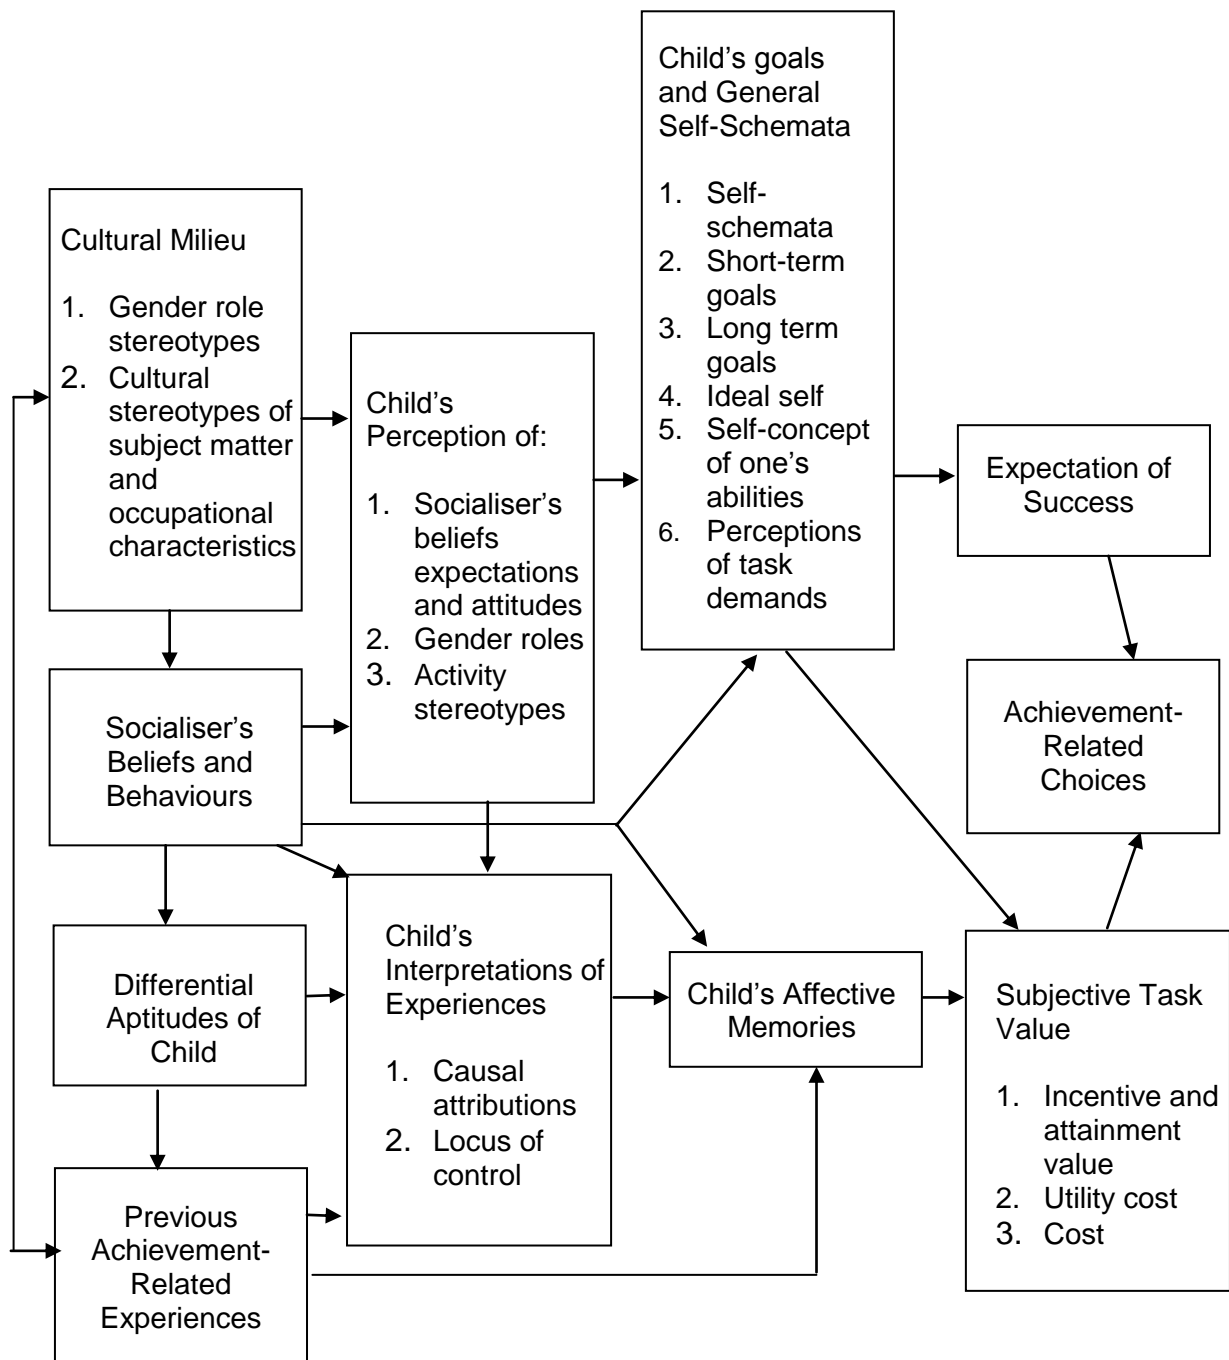 Cultural Milieu
1. Gender role
stereotypes
2. Cultural
stereotypes of
subject matter
and
occupational
characteristics
Socialiser's
Beliefs and
Behaviours
Differential
Aptitudes of
Child
Previous
Achievement-
Related
Experiences
Child's
Perception of:
1. Socialiser's
beliefs
expectations
and attitudes
2. Gender roles
3. Activity
stereotypes
Child's
Interpretations of
Experiences
1. Causal
attributions
2. Locus of
control
Child's goals
and General
Self-Schemata
1. Self-
schemata
2. Short-term
goals
3. Long term
goals
4. Ideal self
5. Self-concept
of one's
abilities
6. Perceptions
of task
demands
Child's Affective
Memories
Expectation of
Success
Achievement-
Related
Choices
Subjective Task
Value
1. Incentive and
attainment
value
2. Utility cost
3. Cost